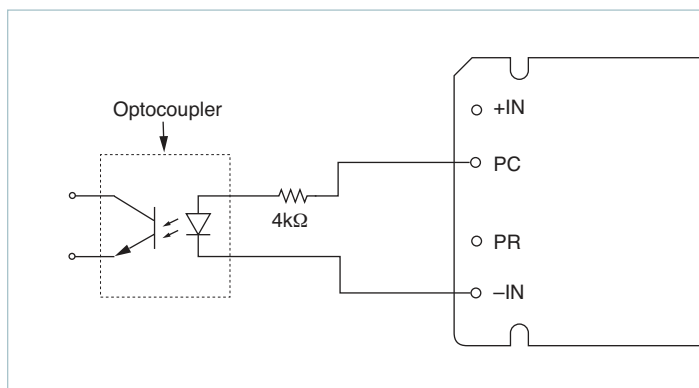 Optocoupler
+IN
PC
4kΩ
PR
–IN